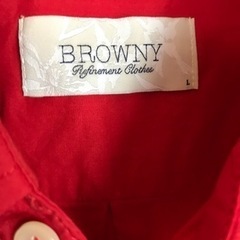 BROWNY
Refinement Clothes
L